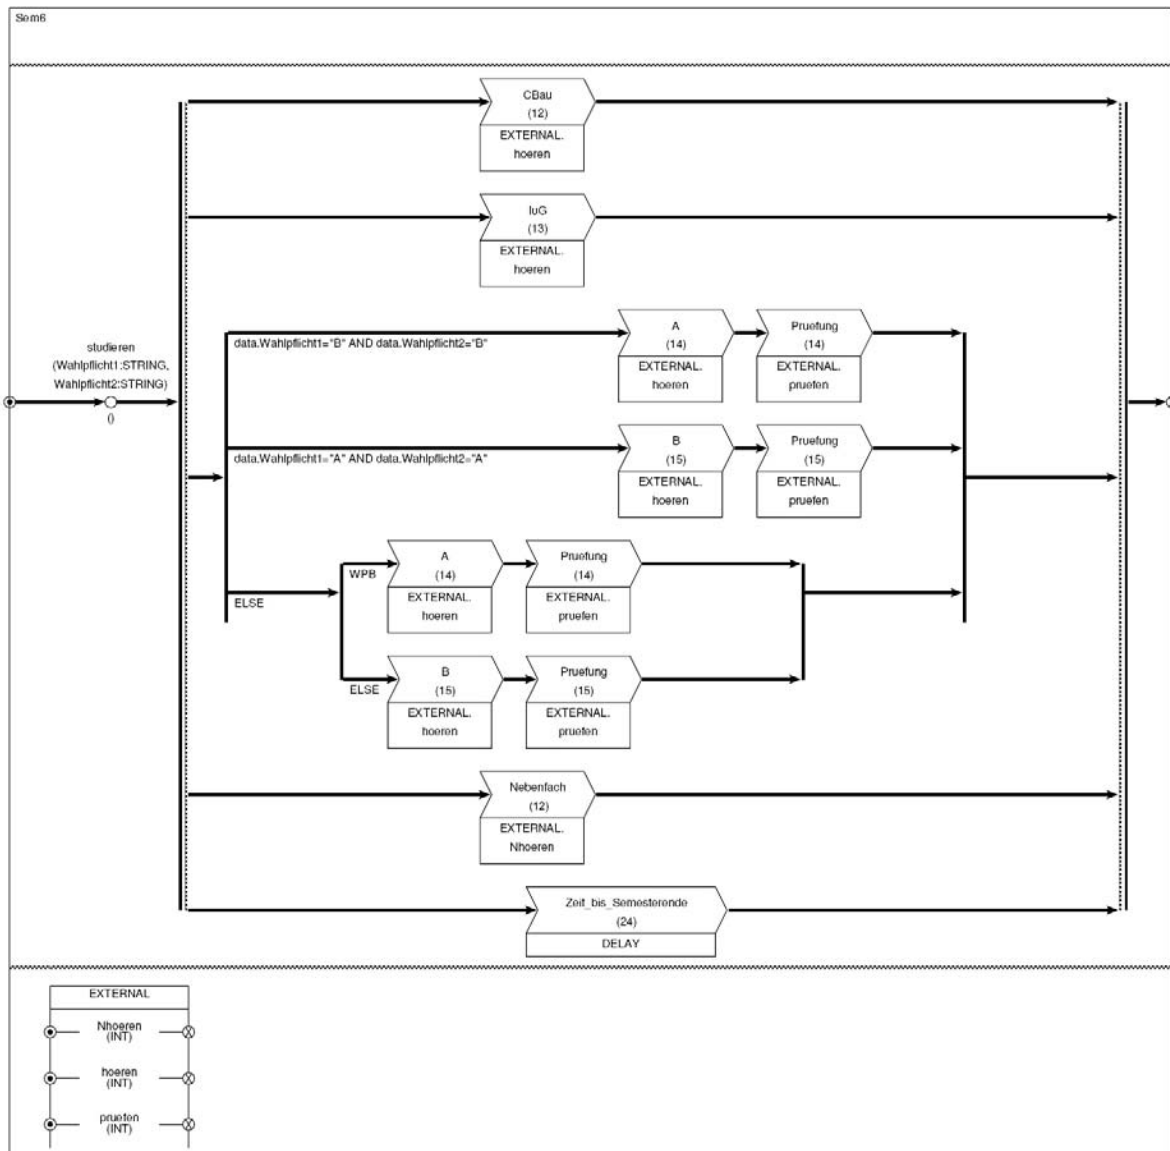 Sem6
CBau
(12)
EXTERNAL.
hoeren
IuG
(13)
EXTERNAL.
hoeren
studieren
(Wahlpflicht1:STRING,
Wahlpflicht2:STRING)
()
data.Wahlpflicht1="B" AND data.Wahlpflicht2="B"
A
(14)
EXTERNAL.
hoeren
Pruefung
(14)
EXTERNAL.
pruefen
data.Wahlpflicht1="A" AND data.Wahlpflicht2="A"
B
(15)
EXTERNAL.
hoeren
Pruefung
(15)
EXTERNAL.
pruefen
ELSE
WPB
A
(14)
EXTERNAL.
hoeren
Pruefung
(14)
EXTERNAL.
pruefen
ELSE
B
(15)
EXTERNAL.
hoeren
Pruefung
(15)
EXTERNAL.
pruefen
Nebenfach
(12)
EXTERNAL.
Nhoeren
Zeit_bis_Semesterende
(24)
DELAY
EXTERNAL
Nhoeren
(INT)
hoeren
(INT)
pruefen
(INT)